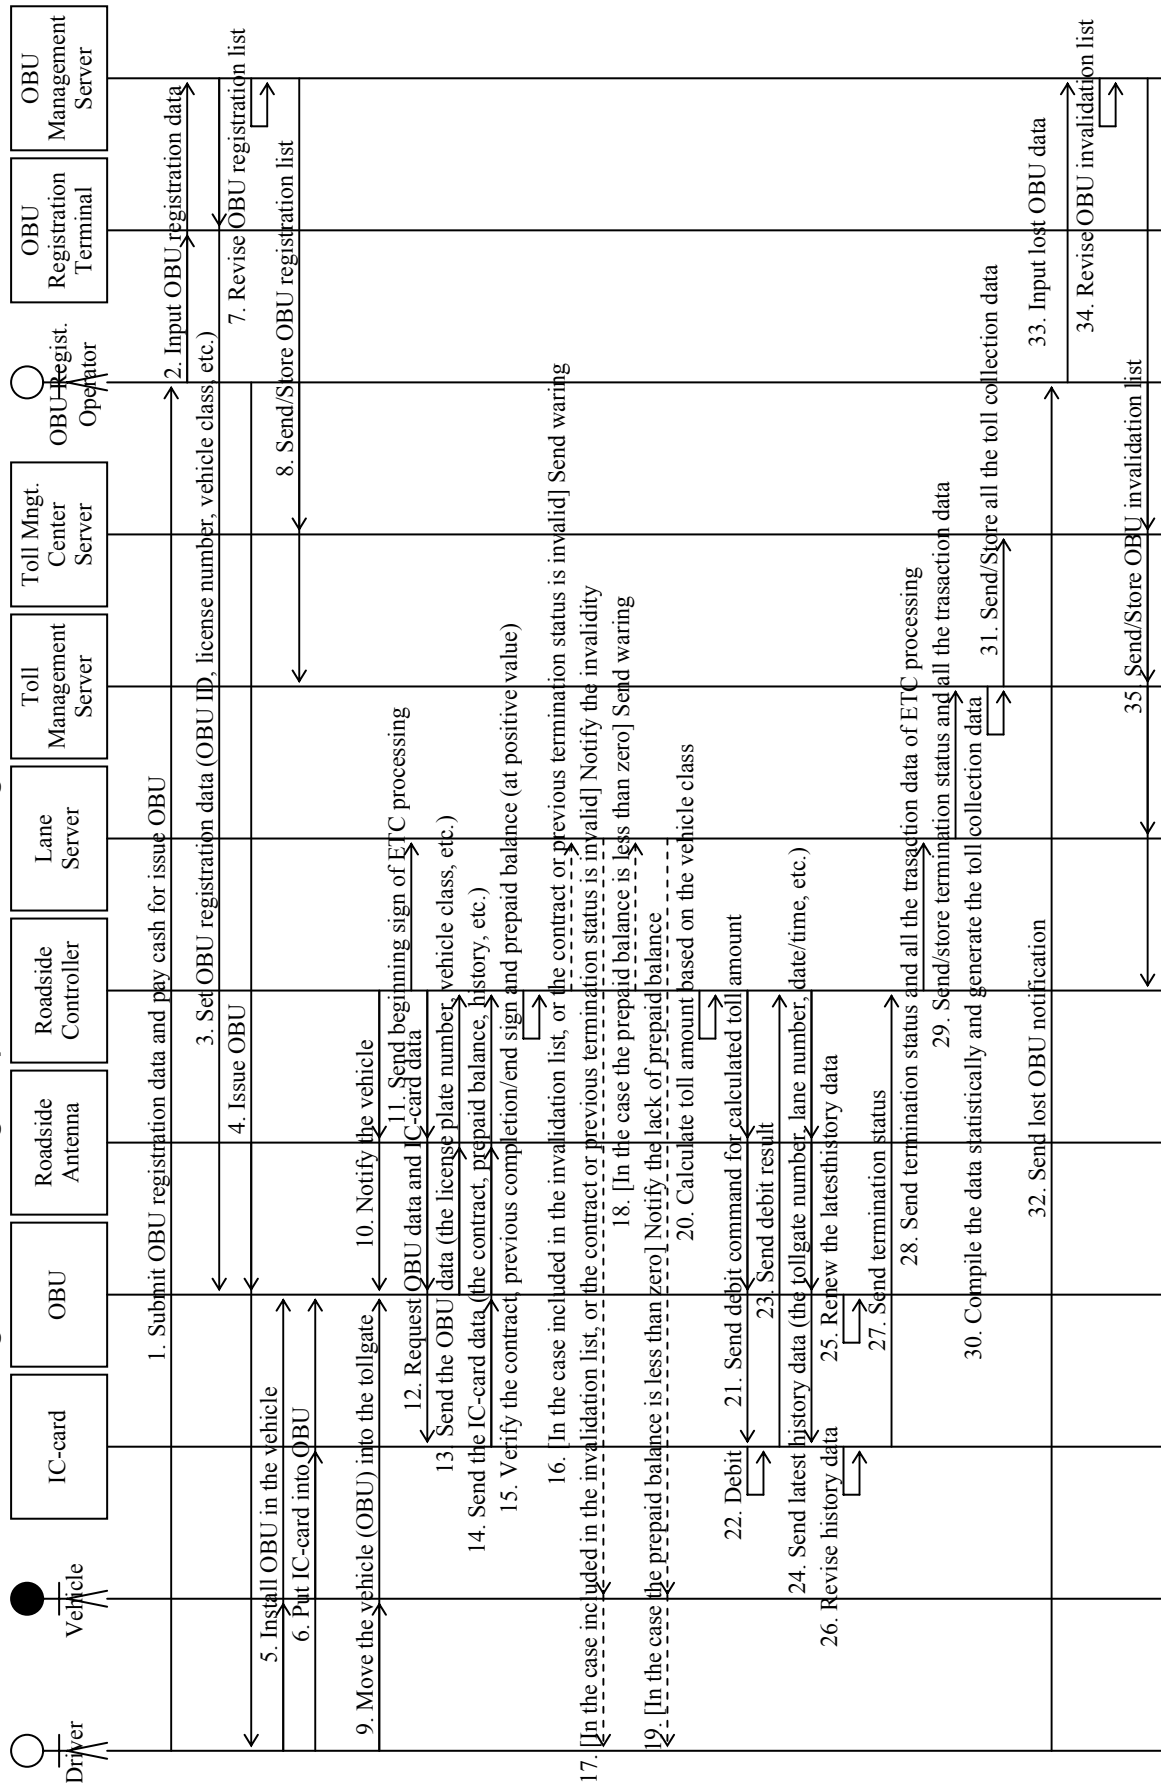 Driver
Vehicle
IC-card
OBU
Roadside
Antenna
Roadside
Controller
Lane
Server
Toll
Management
Server
Toll Mngt.
Center
Server
OBU Regist.
Operator
OBU
Registration
Terminal
OBU
Management
Server
1. Submit OBU registration data and pay cash for issue OBU
2. Input OBU registration data
3. Set OBU registration data (OBU ID, license number, vehicle class, etc.)
4. Issue OBU
5. Install OBU in the vehicle
6. Put IC-card into OBU
7. Revise OBU registration list
8. Send/Store OBU registration list
9. Move the vehicle (OBU) into the tollgate
10. Notify the vehicle
11. Send beginning sign of ETC processing
12. Request OBU data and IC-card data
13. Send the OBU data (the license plate number, vehicle class, etc.)
14. Send the IC-card data (the contract, prepaid balance, history, etc.)
15. Verify the contract, previous completion/end sign and prepaid balance (at positive value)
16. [In the case included in the invalidation list, or the contract or previous termination status is invalid] Send waring
17. [In the case included in the invalidation list, or the contract or previous termination status is invalid] Notify the invalidity
18. [In the case the prepaid balance is less than zero] Send waring
19. [In the case the prepaid balance is less than zero] Notify the lack of prepaid balance
20. Calculate toll amount based on the vehicle class
21. Send debit command for calculated toll amount
22. Debit
23. Send debit result
24. Send latest history data (the tollgate number, lane number, date/time, etc.)
25. Renew the latesthistory data
26. Revise history data
27. Send termination status
28. Send termination status and all the trasaction data of ETC processing
29. Send/store termination status and all the trasaction data
30. Compile the data statistically and generate the toll collection data
31. Send/Store all the toll collection data
32. Send lost OBU notification
33. Input lost OBU data
34. Revise OBU invalidation list
35. Send/Store OBU invalidation list